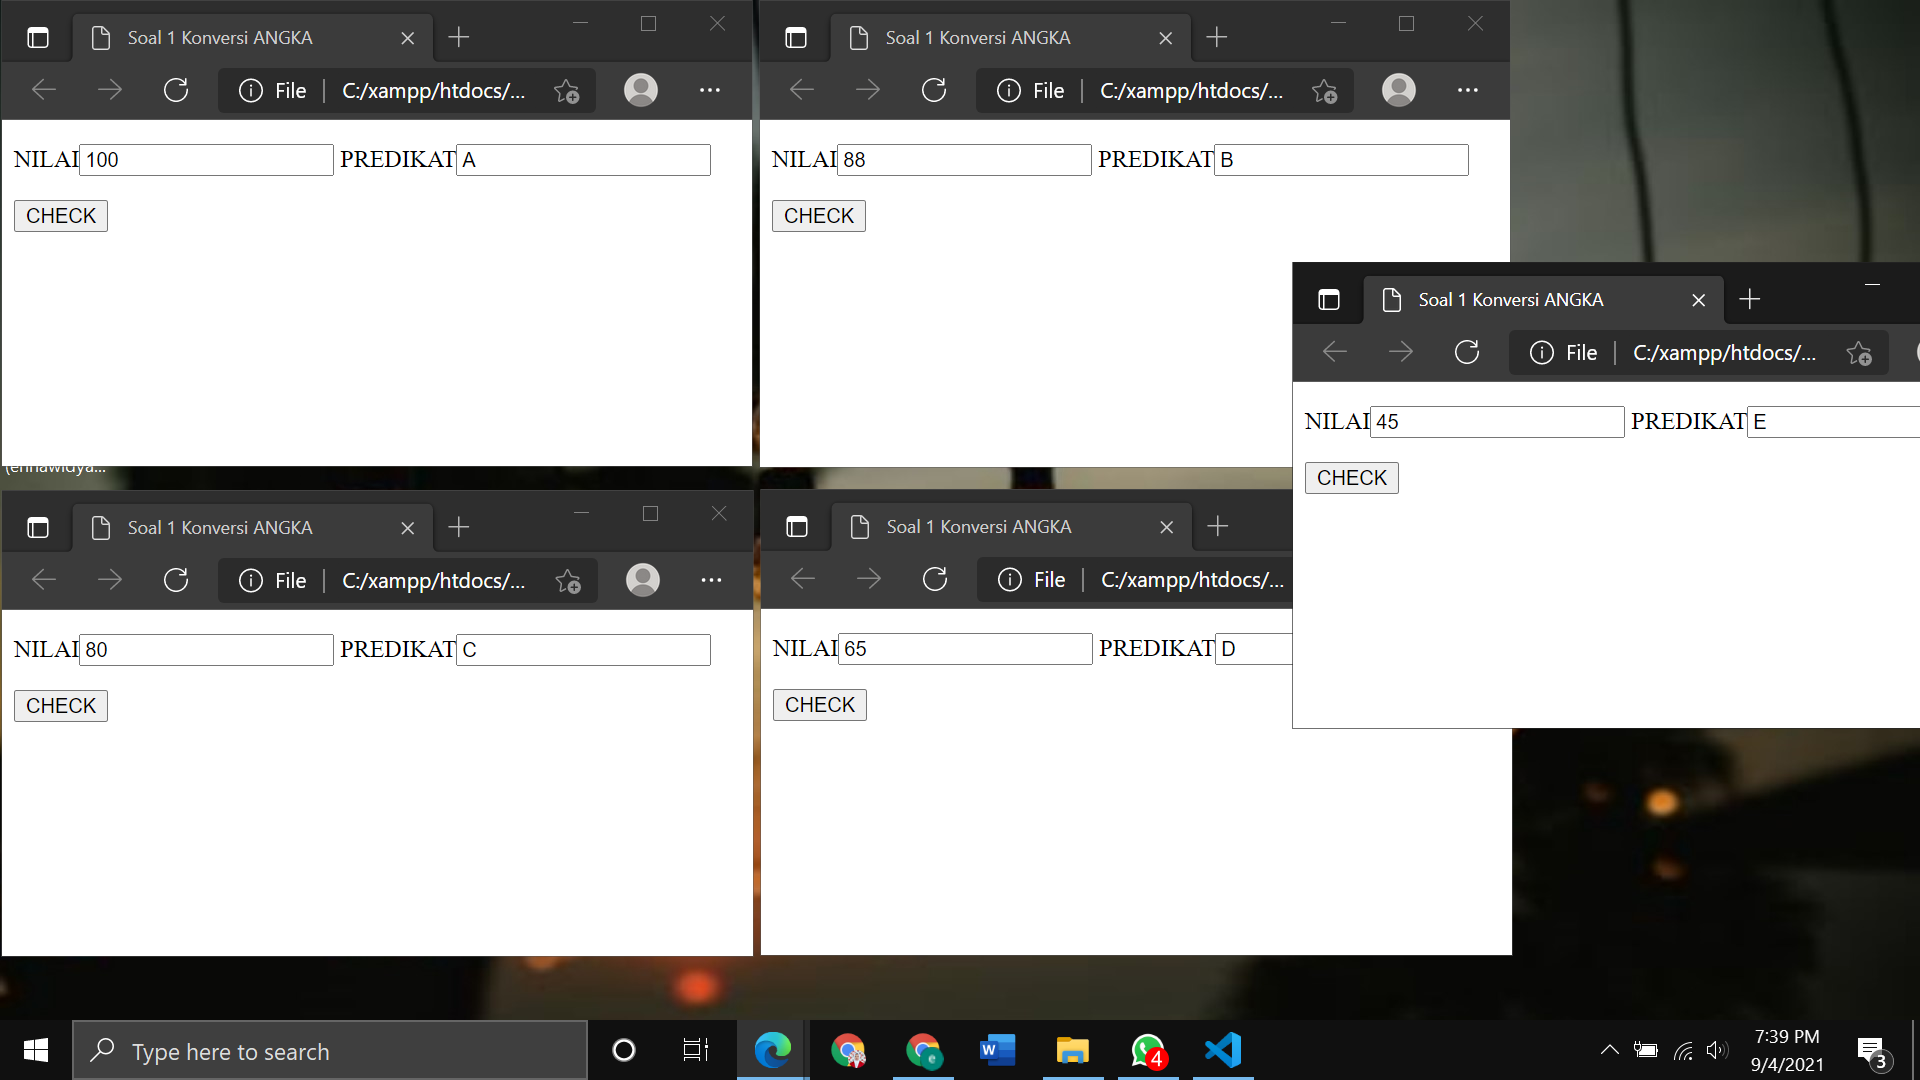 Soal 1 Konversi ANGKA
File
C:/xampp/htdocs/...
NILAI 100 PREDIKAT A
CHECK
Soal 1 Konversi ANGKA
File
C:/xampp/htdocs/...
NILAI 88 PREDIKAT B
CHECK
Soal 1 Konversi ANGKA
File
C:/xampp/htdocs/...
NILAI 45 PREDIKAT E
CHECK
Soal 1 Konversi ANGKA
File
C:/xampp/htdocs/...
NILAI 80 PREDIKAT C
CHECK
Soal 1 Konversi ANGKA
File
C:/xampp/htdocs/...
NILAI 65 PREDIKAT D
CHECK
Type here to search
W
e
4
7:39 PM
9/4/2021
3